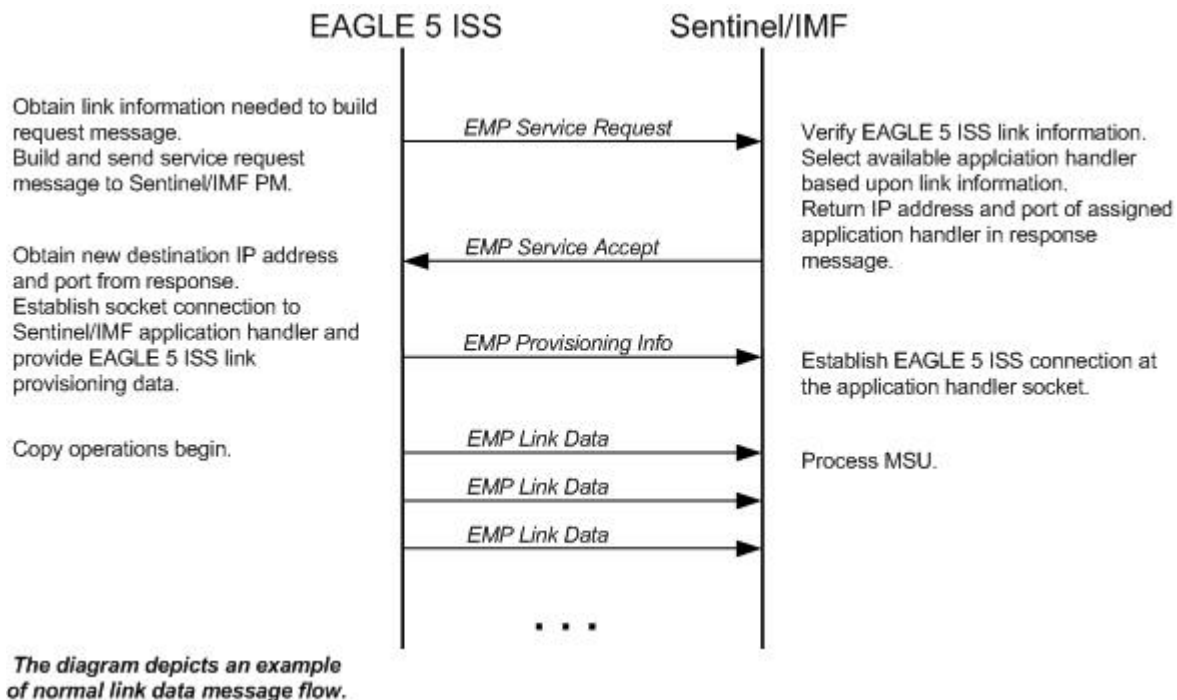 EAGLE 5 ISS
Sentinel/IMF
Obtain link information needed to build
request message.
Build and send service request
message to Sentinel/IMF PM.
EMP Service Request
Verify EAGLE 5 ISS link information.
Select available applciation handler
based upon link information.
Return IP address and port of assigned
application handler in response
message.
EMP Service Accept
Obtain new destination IP address
and port from response.
Establish socket connection to
Sentinel/IMF application handler and
provide EAGLE 5 ISS link
provisioning data.
EMP Provisioning Info
Establish EAGLE 5 ISS connection at
the application handler socket.
Copy operations begin.
EMP Link Data
Process MSU.
EMP Link Data
EMP Link Data
. . .
The diagram depicts an example
of normal link data message flow.